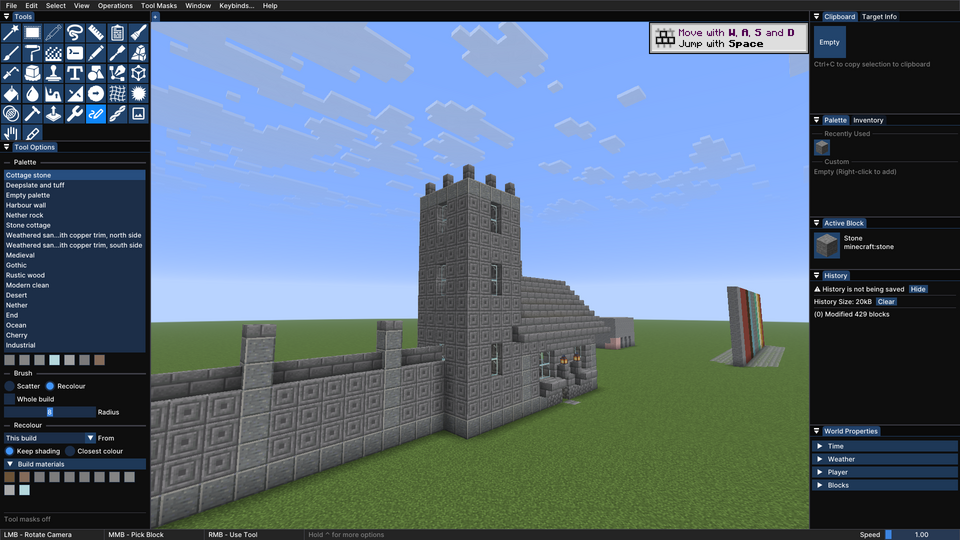 File Edit Select View Operations Tool Masks Window Keybinds... Help
Tools
Move with W, A, S and D
Jump with Space
Tool Options
Palette
Cottage stone
Deepslate and tuff
Empty palette
Harbour wall
Nether rock
Stone cottage
Weathered san...ith copper trim, north side
Weathered san...ith copper trim, south side
Medieval
Gothic
Rustic wood
Modern clean
Desert
Nether
End
Ocean
Cherry
Industrial
Brush
Scatter Recolour
Whole build
8 Radius
Recolour
This build From
Keep shading Closest colour
Build materials
Tool masks off
Clipboard Target Info
Empty
Ctrl+C to copy selection to clipboard
Palette Inventory
Recently Used
Custom
Empty (Right-click to add)
Active Block
Stone
minecraft:stone
History
History is not being saved Hide
History Size: 20kB Clear
(0) Modified 429 blocks
World Properties
Time
Weather
Player
Blocks
LMB - Rotate Camera MMB - Pick Block RMB - Use Tool Hold ^ for more options Speed 1.00